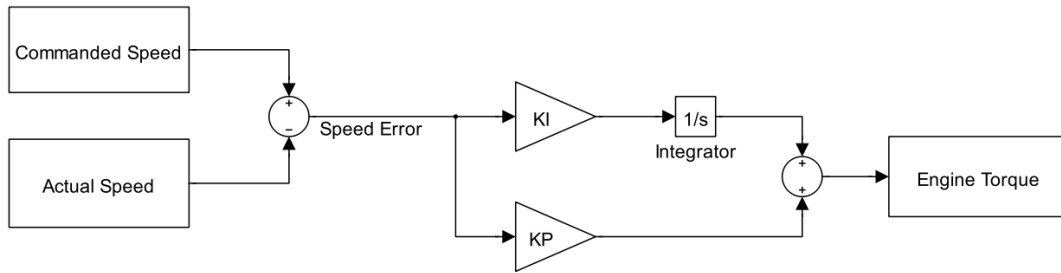 Commanded Speed
+
−
Speed Error
Actual Speed
KI
1/s
Integrator
KP
+
+
Engine Torque